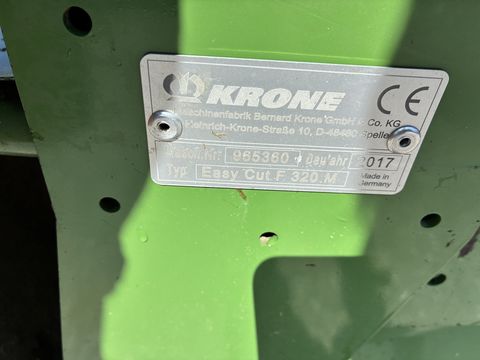 KRONE
CE
Maschinenfabrik Bernard Krone GmbH & Co. KG
Heinrich-Krone-Straße 10, D-48480 Spelle
Masch.Nr. 965360 Baujahr 2017
Typ Easy Cut F 320 M Made in Germany